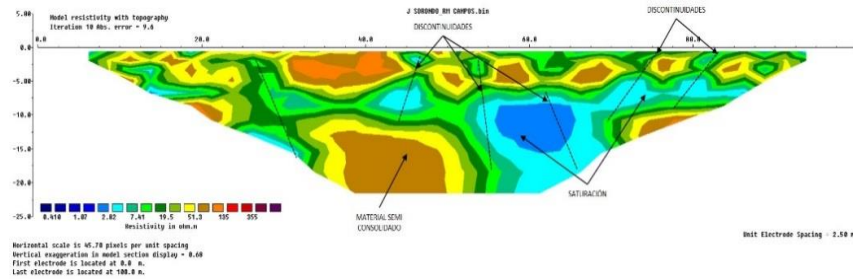 J SORONDO_RM CAMPOS.bin
Model resistivity with topography
Iteration 10 Abs. error = 9.6
DISCONTINUIDADES
DISCONTINUIDADES
5.00
0.0
-5.0
-10.0
-15.0
-20.0
-25.0
0.0 20.0 40.0 60.0 80.0
SATURACIÓN
MATERIAL SEMI
CONSOLIDADO
0.410 1.07 2.82 7.41 19.5 51.3 135 355
Resistivity in ohm.m
Unit Electrode Spacing = 2.50 m
Horizontal scale is 45.78 pixels per unit spacing
Vertical exaggeration in model section display = 0.60
First electrode is located at 0.0 m.
Last electrode is located at 100.0 m.